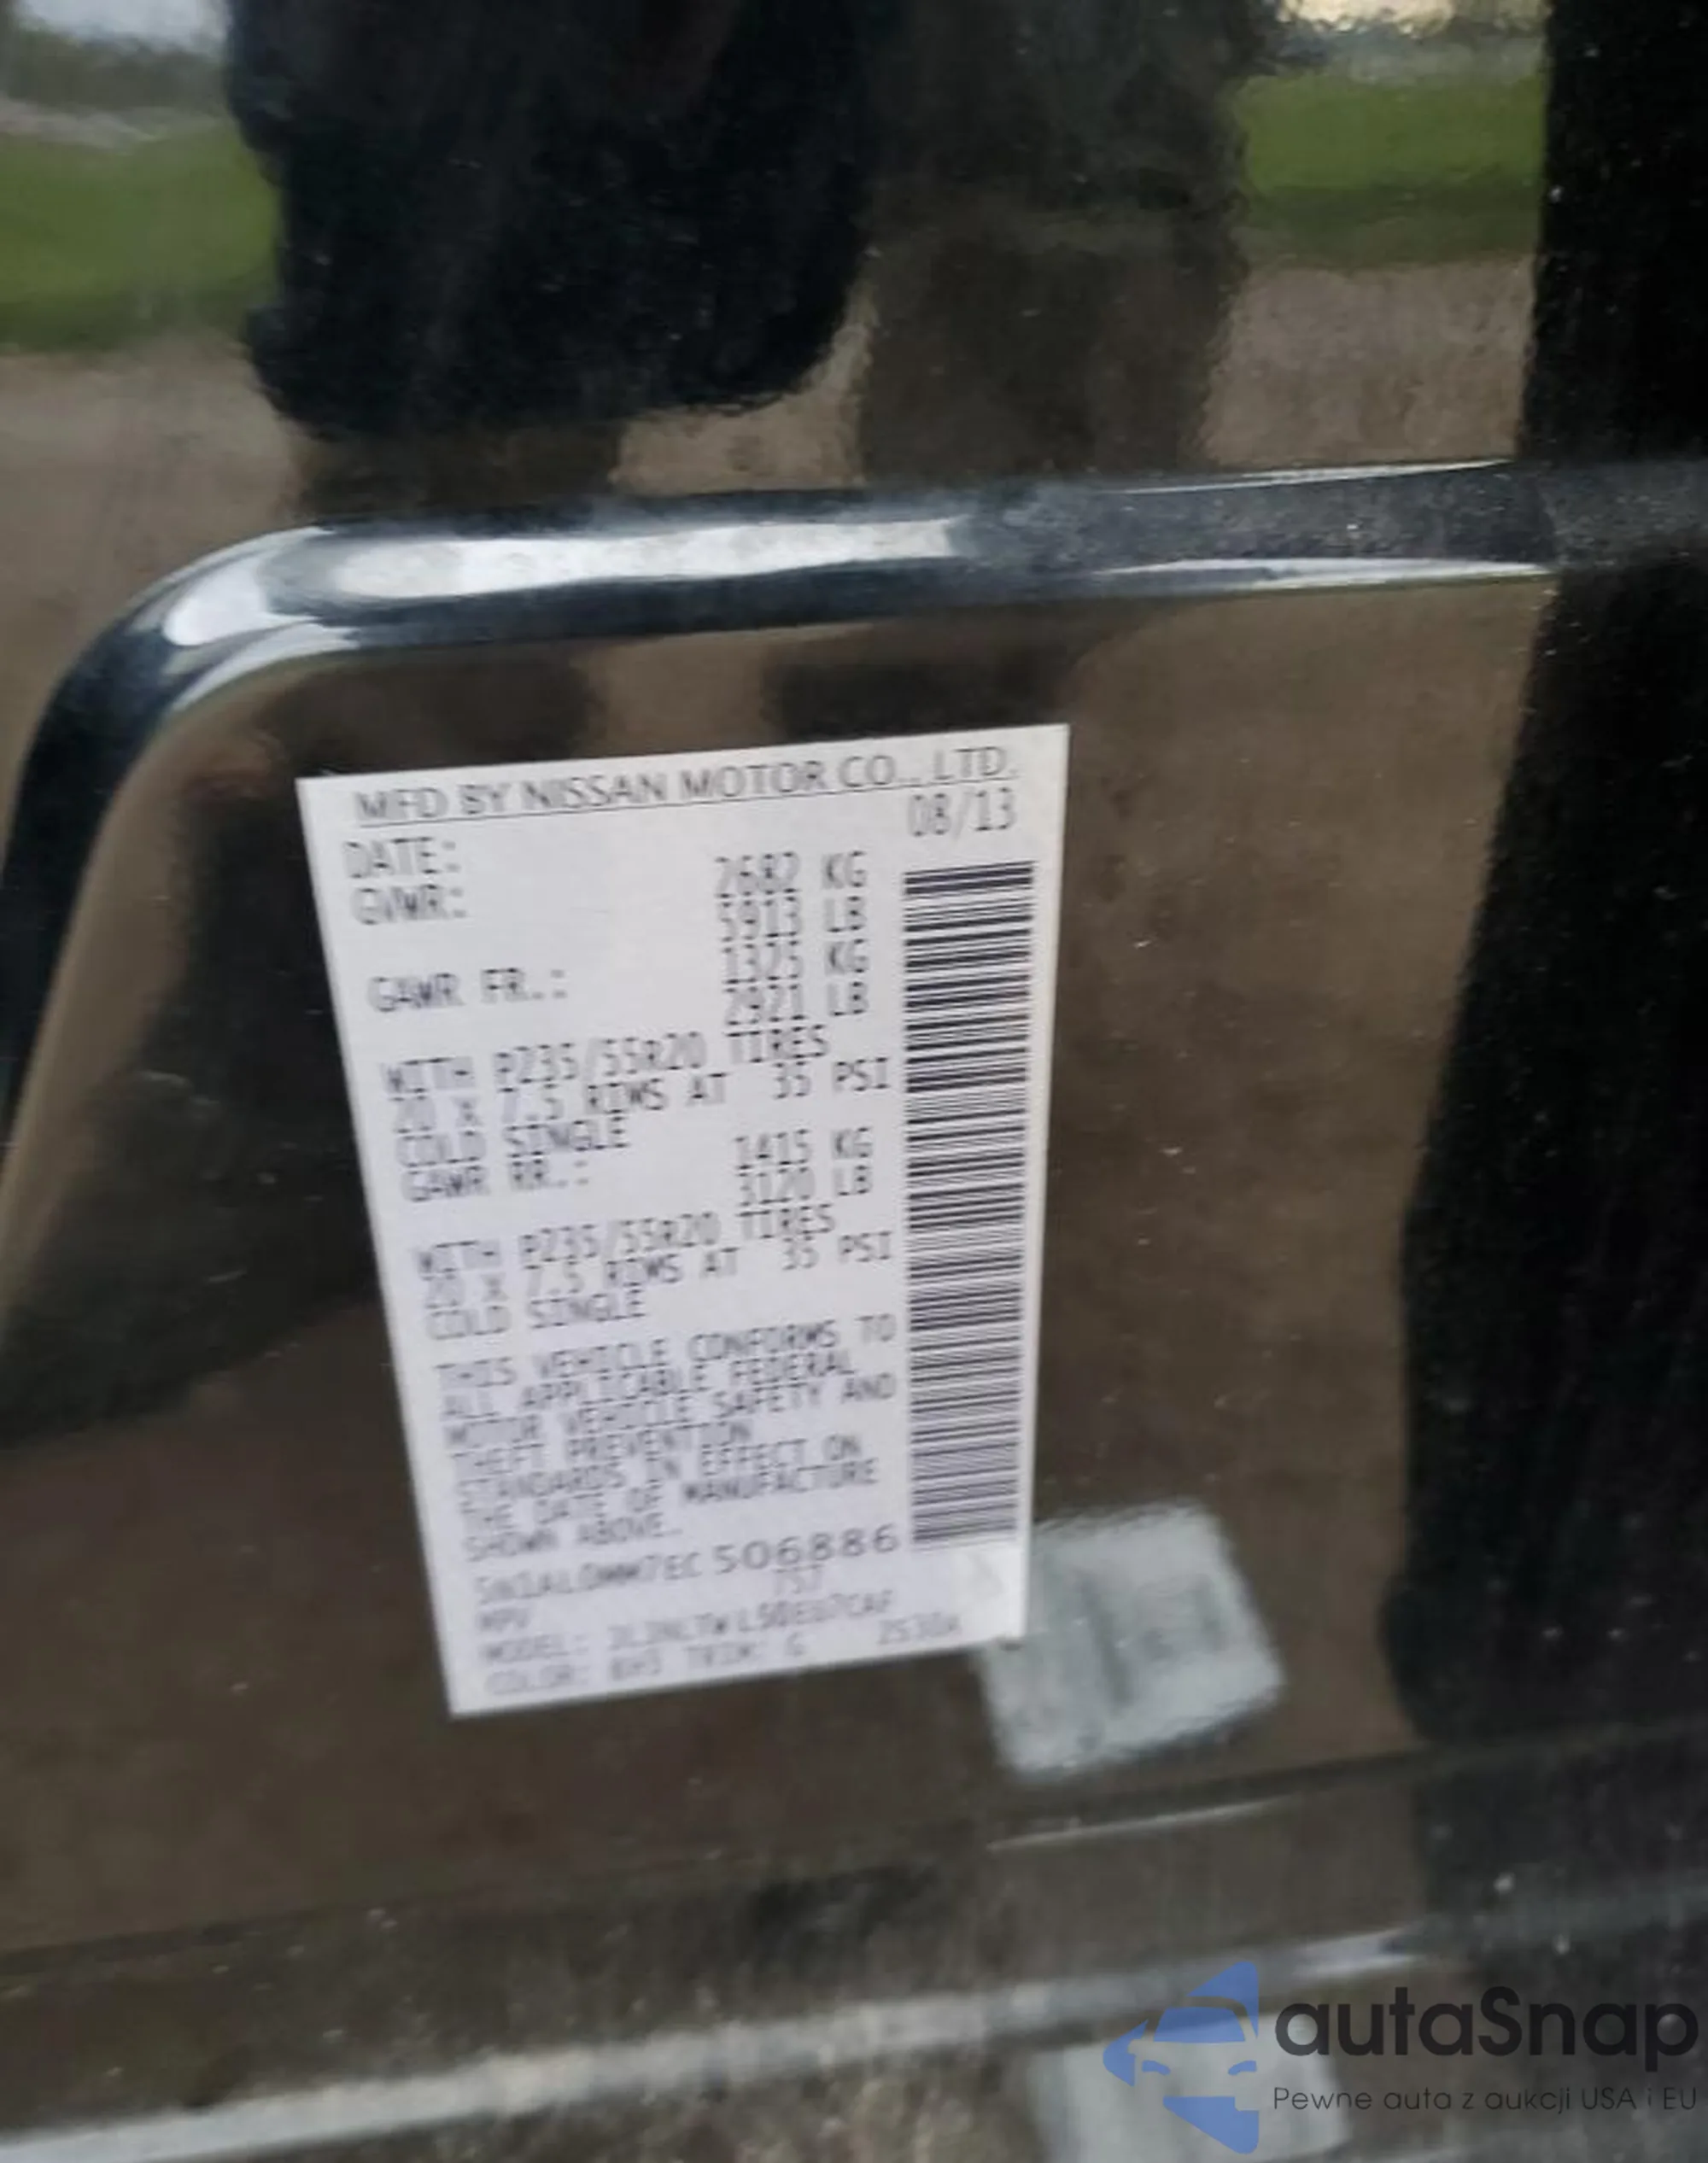 MFD BY NISSAN MOTOR CO., LTD.
DATE: 08/13
GVWR: 2682 KG
5913 LB
GAWR FR.: 1325 KG
2921 LB
WITH P235/55R20 TIRES
20 X 7.5 RIMS AT 35 PSI
COLD SINGLE
GAWR RR.: 1415 KG
3120 LB
WITH P235/55R20 TIRES
20 X 7.5 RIMS AT 35 PSI
COLD SINGLE
THIS VEHICLE CONFORMS TO
ALL APPLICABLE FEDERAL
MOTOR VEHICLE SAFETY AND
THEFT PREVENTION
STANDARDS IN EFFECT ON
THE DATE OF MANUFACTURE
SHOWN ABOVE.
5N1AL0MM7EC506886
MPV
MODEL:
COLOR: KH3 TRIM: G
autaSnap
Pewne auta z aukcji USA i EU